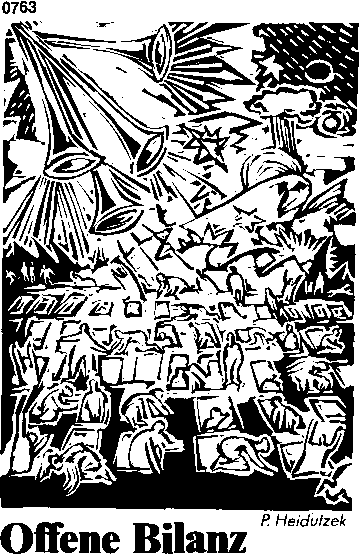 0763
P. Heidutzek
Offene Bilanz